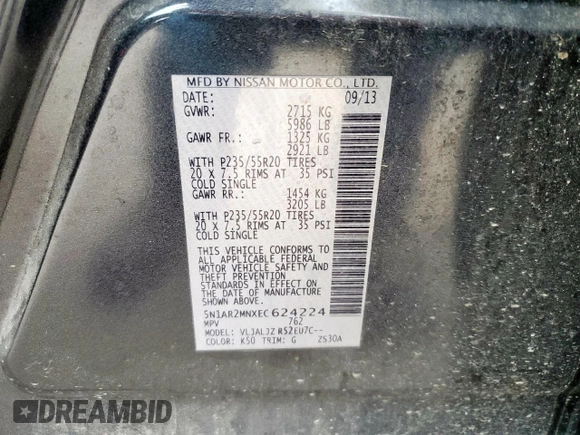 MFD BY NISSAN MOTOR CO., LTD.
DATE: 09/13
GVWR: 2715 KG
5986 LB
GAWR FR.: 1325 KG
2921 LB
WITH P235/55R20 TIRES
20 x 7.5 RIMS AT 35 PSI
COLD SINGLE
GAWR RR.: 1454 KG
3205 LB
WITH P235/55R20 TIRES
20 x 7.5 RIMS AT 35 PSI
COLD SINGLE
THIS VEHICLE CONFORMS TO
ALL APPLICABLE FEDERAL
MOTOR VEHICLE SAFETY AND
THEFT PREVENTION
STANDARDS IN EFFECT ON
THE DATE OF MANUFACTURE
SHOWN ABOVE.
5N1AR2MNXEC624224
MPV 762
MODEL: VLJALJZ R52EU7C--
COLOR: K50 TRIM: G 2S30A
DREAMBID